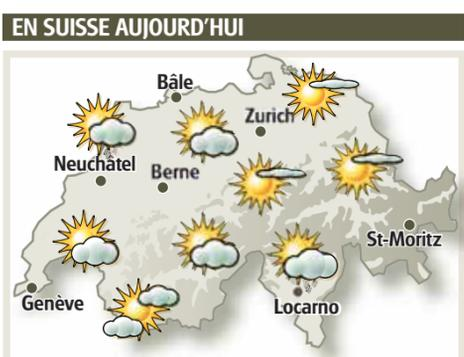 EN SUISSE AUJOURD'HUI
Bâle
Zurich
Neuchâtel
Berne
St-Moritz
Genève
Locarno